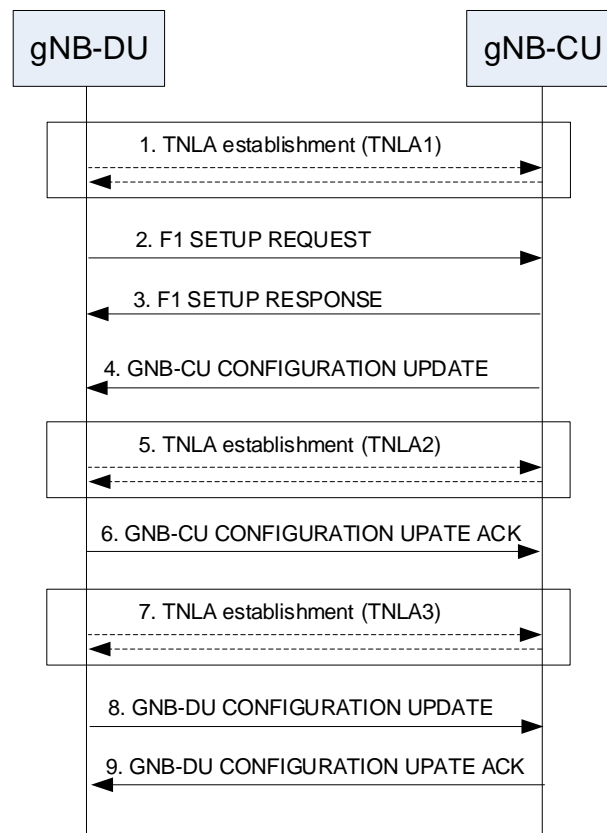 gNB-DU
gNB-CU
1. TNLA establishment (TNLA1)
2. F1 SETUP REQUEST
3. F1 SETUP RESPONSE
4. GNB-CU CONFIGURATION UPDATE
5. TNLA establishment (TNLA2)
6. GNB-CU CONFIGURATION UPATE ACK
7. TNLA establishment (TNLA3)
8. GNB-DU CONFIGURATION UPDATE
9. GNB-DU CONFIGURATION UPATE ACK